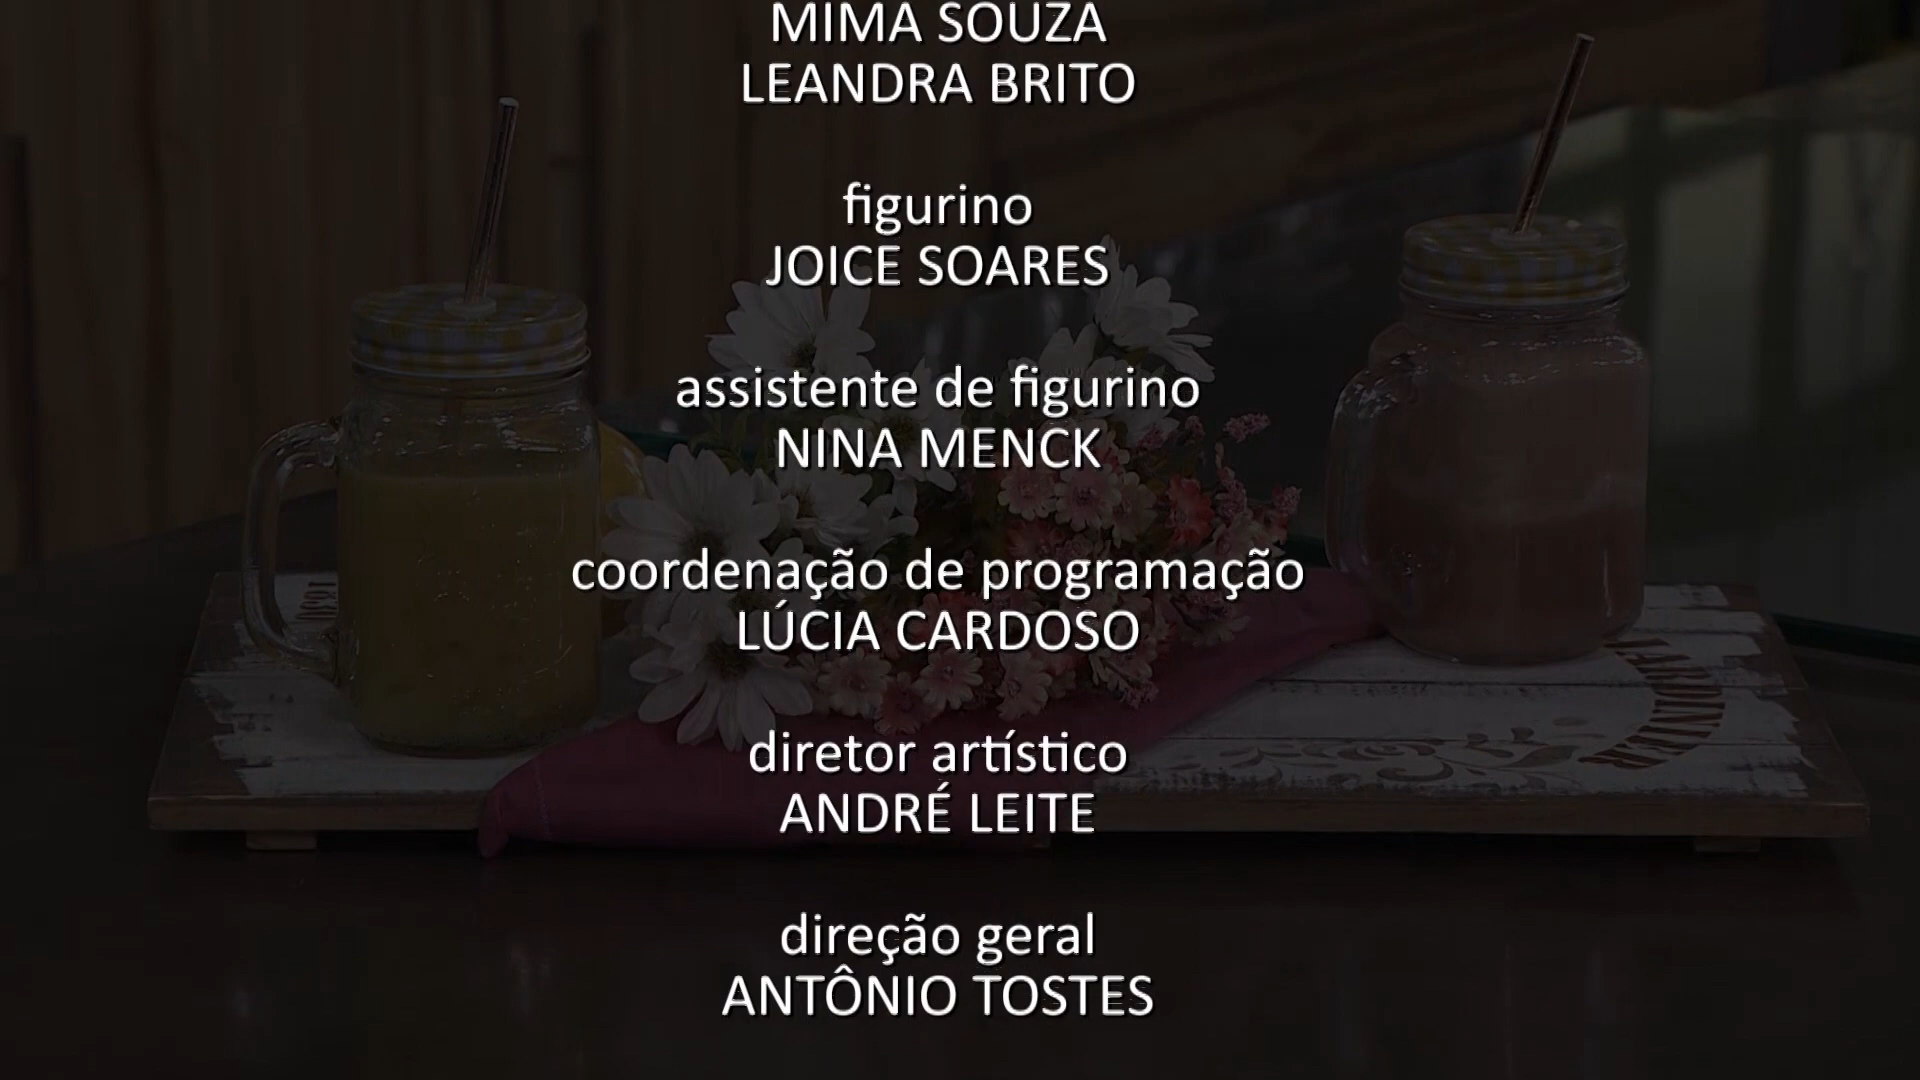 MIMA SOUZA
LEANDRA BRITO
figurino
JOICE SOARES
assistente de figurino
NINA MENCK
coordenação de programação
LÚCIA CARDOSO
diretor artístico
ANDRÉ LEITE
direção geral
ANTÔNIO TOSTES